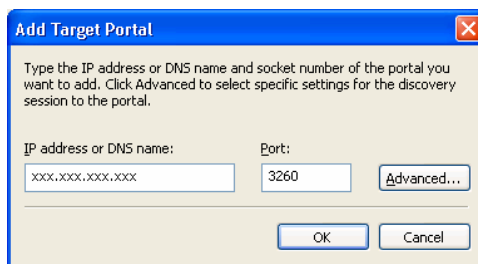 Add Target Portal
Type the IP address or DNS name and socket number of the portal you
want to add. Click Advanced to select specific settings for the discovery
session to the portal.
IP address or DNS name:
Port:
xxx.xxx.xxx.xxx
3260
Advanced...
OK
Cancel